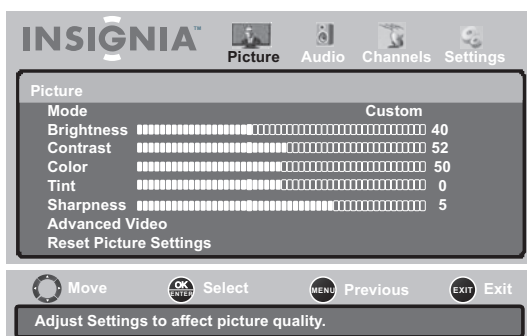 INSIGNIA™
Picture Audio Channels Settings
Picture
Mode Custom
Brightness 40
Contrast 52
Color 50
Tint 0
Sharpness 5
Advanced Video
Reset Picture Settings
Move OK ENTER Select MENU Previous EXIT Exit
Adjust Settings to affect picture quality.